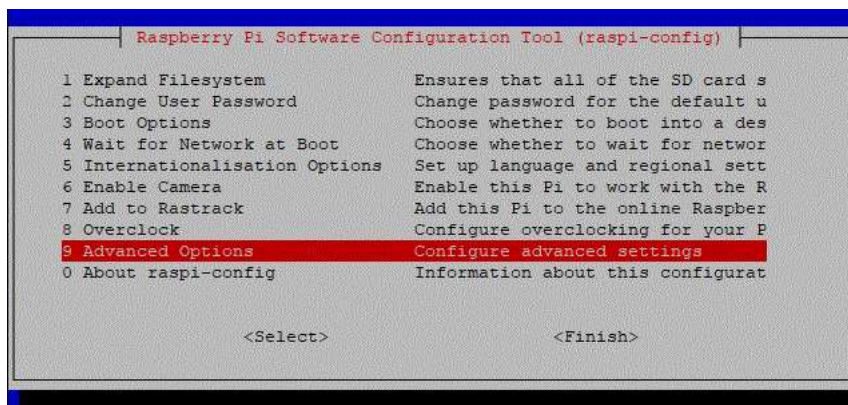 Raspberry Pi Software Configuration Tool (raspi-config)
1 Expand Filesystem Ensures that all of the SD card s
2 Change User Password Change password for the default u
3 Boot Options Choose whether to boot into a des
4 Wait for Network at Boot Choose whether to wait for networ
5 Internationalisation Options Set up language and regional sett
6 Enable Camera Enable this Pi to work with the R
7 Add to Rastrack Add this Pi to the online Raspber
8 Overclock Configure overclocking for your P
9 Advanced Options Configure advanced settings
0 About raspi-config Information about this configurat
<Select> <Finish>